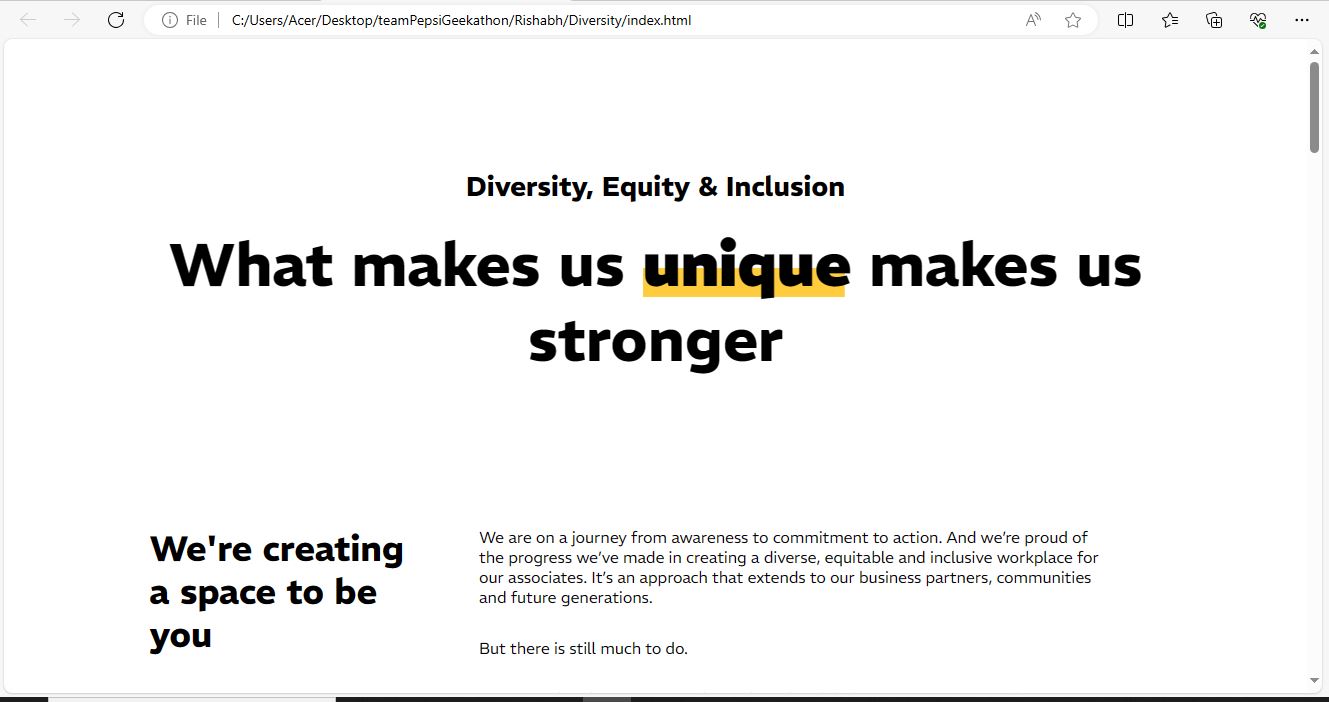 File
C:/Users/Acer/Desktop/teamPepsiGeekathon/Rishabh/Diversity/index.html
Diversity, Equity & Inclusion
What makes us unique makes us
stronger
We're creating
a space to be
you
We are on a journey from awareness to commitment to action. And we’re proud of
the progress we’ve made in creating a diverse, equitable and inclusive workplace for
our associates. It’s an approach that extends to our business partners, communities
and future generations.
But there is still much to do.